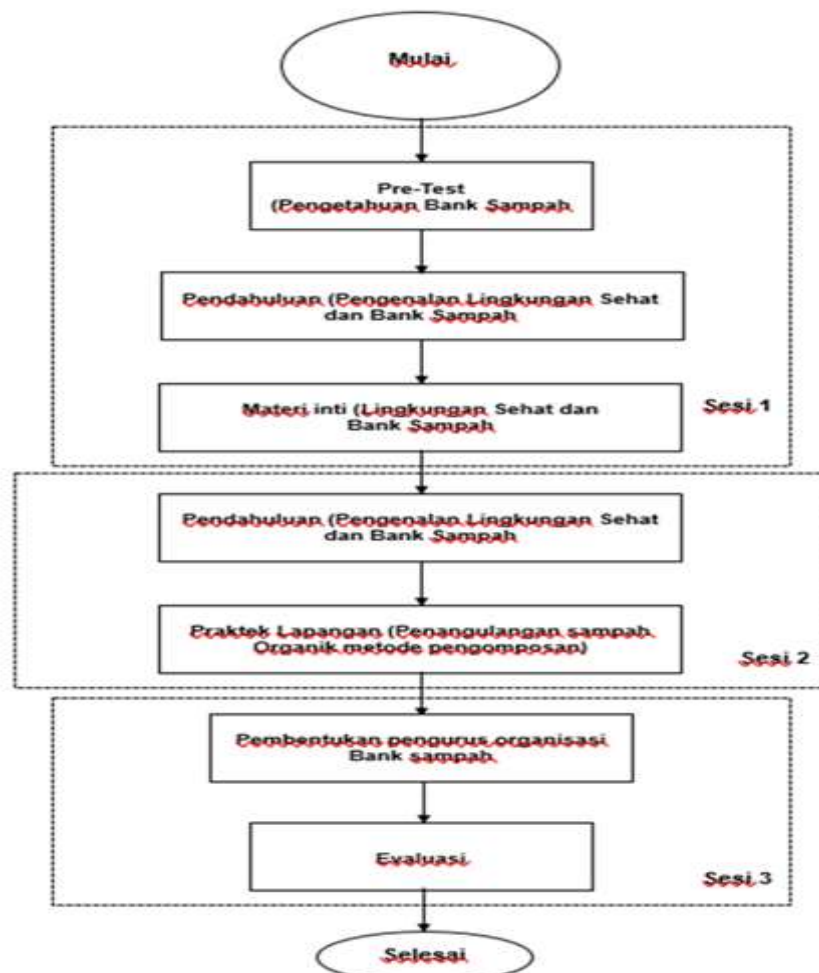 Mulai
Pre-Test
(Pengetahuan Bank Sampah
Pendahuluan (Pengenalan Lingkungan Sehat
dan Bank Sampah
Materi inti (Lingkungan Sehat dan
Bank Sampah
Sesi 1
Pendahuluan (Pengenalan Lingkungan Sehat
dan Bank Sampah
Praktek Lapangan (Penangulangan sampah
Organik metode pengomposan)
Sesi 2
Pembentukan pengurus organisasi
Bank sampah
Evaluasi
Sesi 3
Selesai